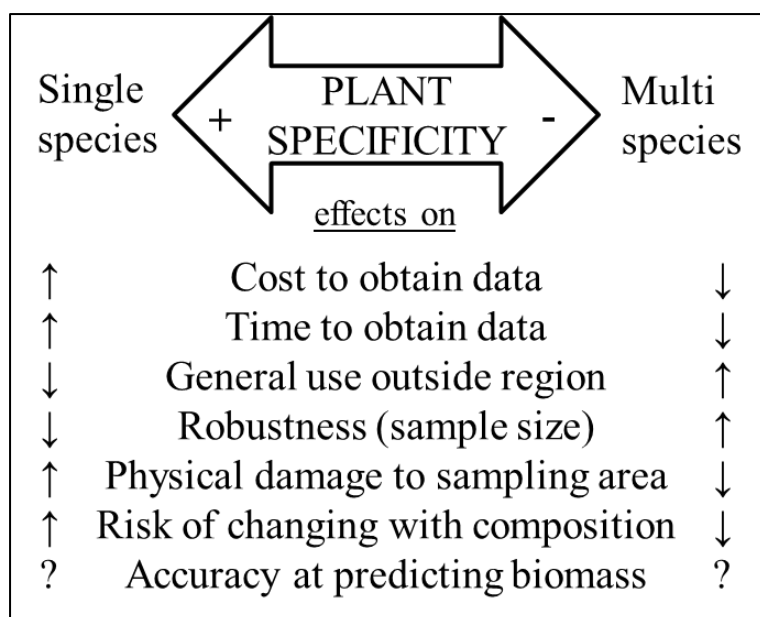 Single species + PLANT SPECIFICITY - Multi species
effects on
↑ Cost to obtain data ↓
↑ Time to obtain data ↓
↓ General use outside region ↑
↓ Robustness (sample size) ↑
↑ Physical damage to sampling area ↓
↑ Risk of changing with composition ↓
? Accuracy at predicting biomass ?